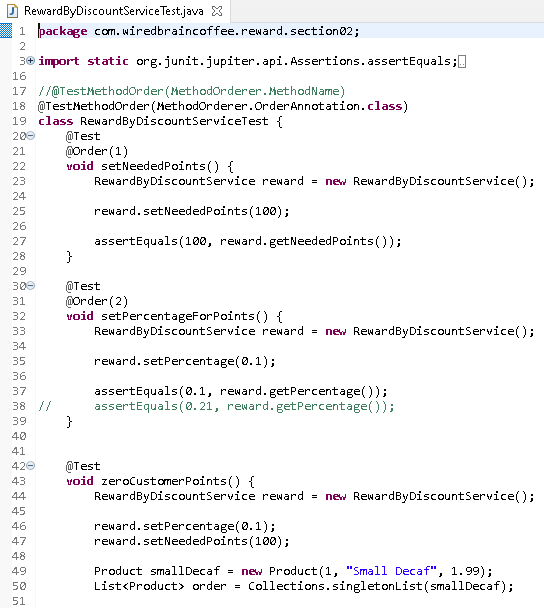 RewardByDiscountServiceTest.java
1 package com.wiredbraincoffee.reward.section02;
2
3 import static org.junit.jupiter.api.Assertions.assertEquals;
16
17 //@TestMethodOrder(MethodOrderer.MethodName)
18 @TestMethodOrder(MethodOrderer.OrderAnnotation.class)
19 class RewardByDiscountServiceTest {
20 @Test
21 @Order(1)
22 void setNeededPoints() {
23 RewardByDiscountService reward = new RewardByDiscountService();
24
25 reward.setNeededPoints(100);
26
27 assertEquals(100, reward.getNeededPoints());
28 }
29
30 @Test
31 @Order(2)
32 void setPercentageForPoints() {
33 RewardByDiscountService reward = new RewardByDiscountService();
34
35 reward.setPercentage(0.1);
36
37 assertEquals(0.1, reward.getPercentage());
38 // assertEquals(0.21, reward.getPercentage());
39 }
40
41
42 @Test
43 void zeroCustomerPoints() {
44 RewardByDiscountService reward = new RewardByDiscountService();
45
46 reward.setPercentage(0.1);
47 reward.setNeededPoints(100);
48
49 Product smallDecaf = new Product(1, "Small Decaf", 1.99);
50 List<Product> order = Collections.singletonList(smallDecaf);
51